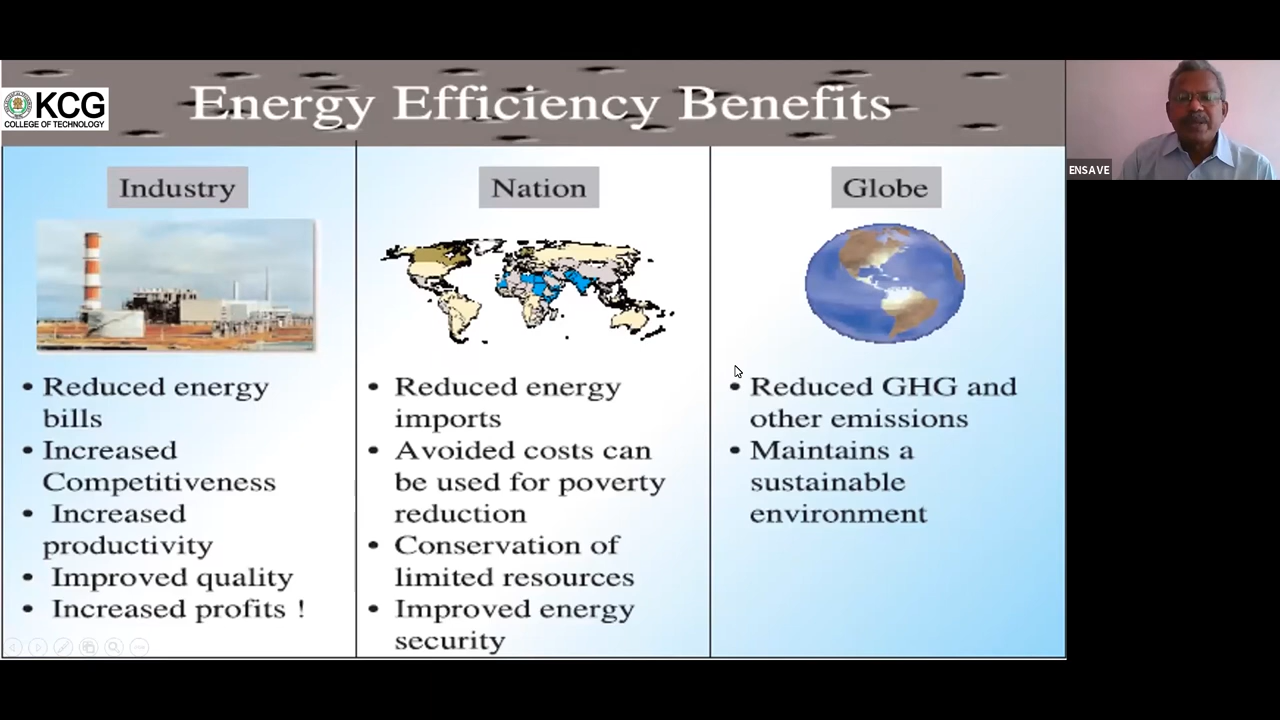 KCG
COLLEGE OF TECHNOLOGY
Energy Efficiency Benefits
ENSAVE
Industry
• Reduced energy
bills
• Increased
Competitiveness
• Increased
productivity
• Improved quality
• Increased profits !
Nation
• Reduced energy
imports
• Avoided costs can
be used for poverty
reduction
• Conservation of
limited resources
• Improved energy
security
Globe
• Reduced GHG and
other emissions
• Maintains a
sustainable
environment